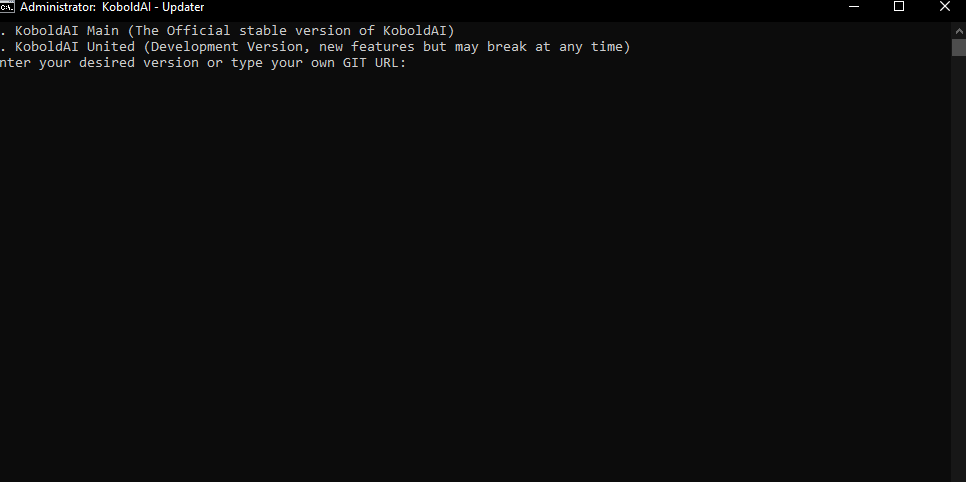 Administrator: KoboldAI - Updater
. KoboldAI Main (The Official stable version of KoboldAI)
. KoboldAI United (Development Version, new features but may break at any time)
nter your desired version or type your own GIT URL: